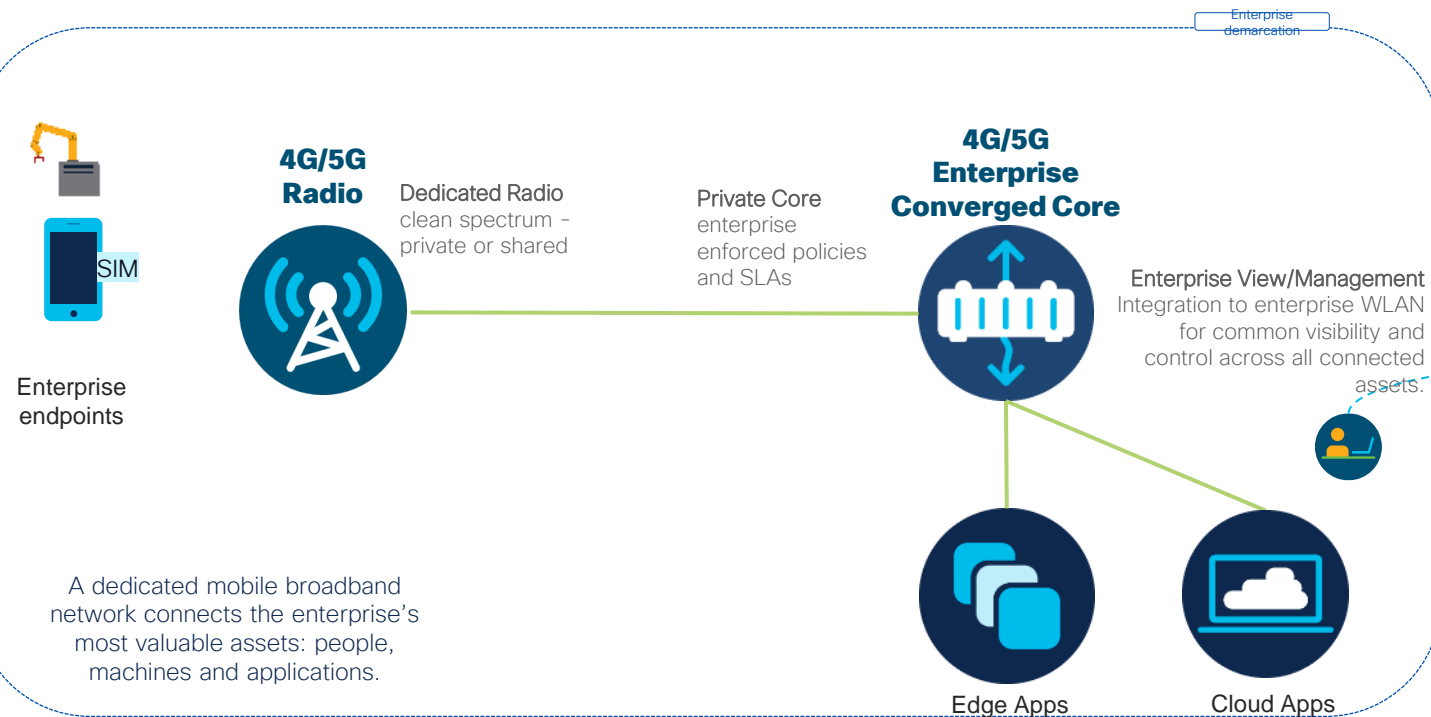 Enterprise
demarcation
4G/5G
Radio
Dedicated Radio
clean spectrum -
private or shared
Private Core
enterprise
enforced policies
and SLAs
4G/5G
Enterprise
Converged Core
Enterprise View/Management
Integration to enterprise WLAN
for common visibility and
control across all connected
assets.
SIM
Enterprise
endpoints
A dedicated mobile broadband
network connects the enterprise's
most valuable assets: people,
machines and applications.
Edge Apps
Cloud Apps